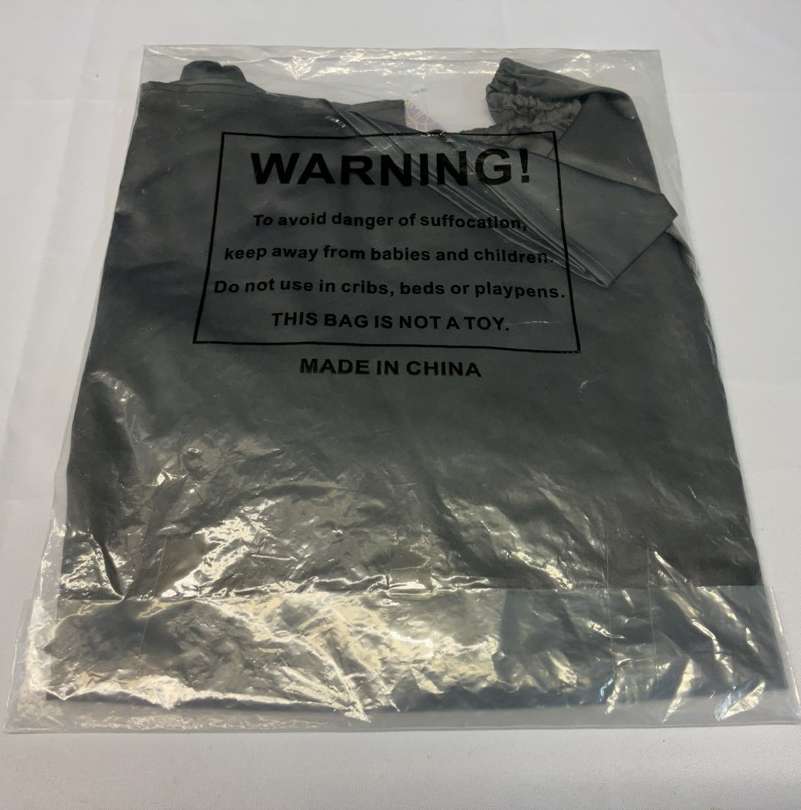 WARNING!
To avoid danger of suffocation,
keep away from babies and children.
Do not use in cribs, beds or playpens.
THIS BAG IS NOT A TOY.
MADE IN CHINA